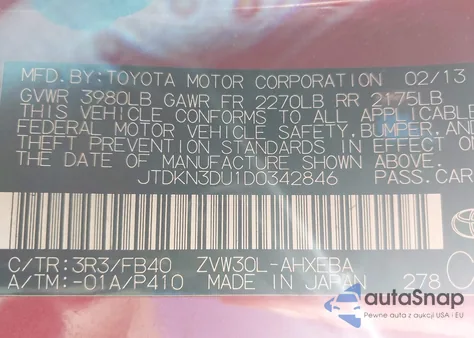 MFD.BY:TOYOTA MOTOR CORPORATION 02/13
GVWR 3980LB GAWR FR 2270LB RR 2175LB
THIS VEHICLE CONFORMS TO ALL APPLICABLE
FEDERAL MOTOR VEHICLE SAFETY, BUMPER, AND
THEFT PREVENTION STANDARDS IN EFFECT O
THE DATE OF MANUFACTURE SHOWN ABOVE.
JTDKN3DU1D0342846 PASS.CAR
C/TR:3R3/FB40 ZVW30L-AHXEBA
A/TM:-01A/P410 MADE IN JAPAN 278
autoSnap
Pewne auta z aukcji USA i EU